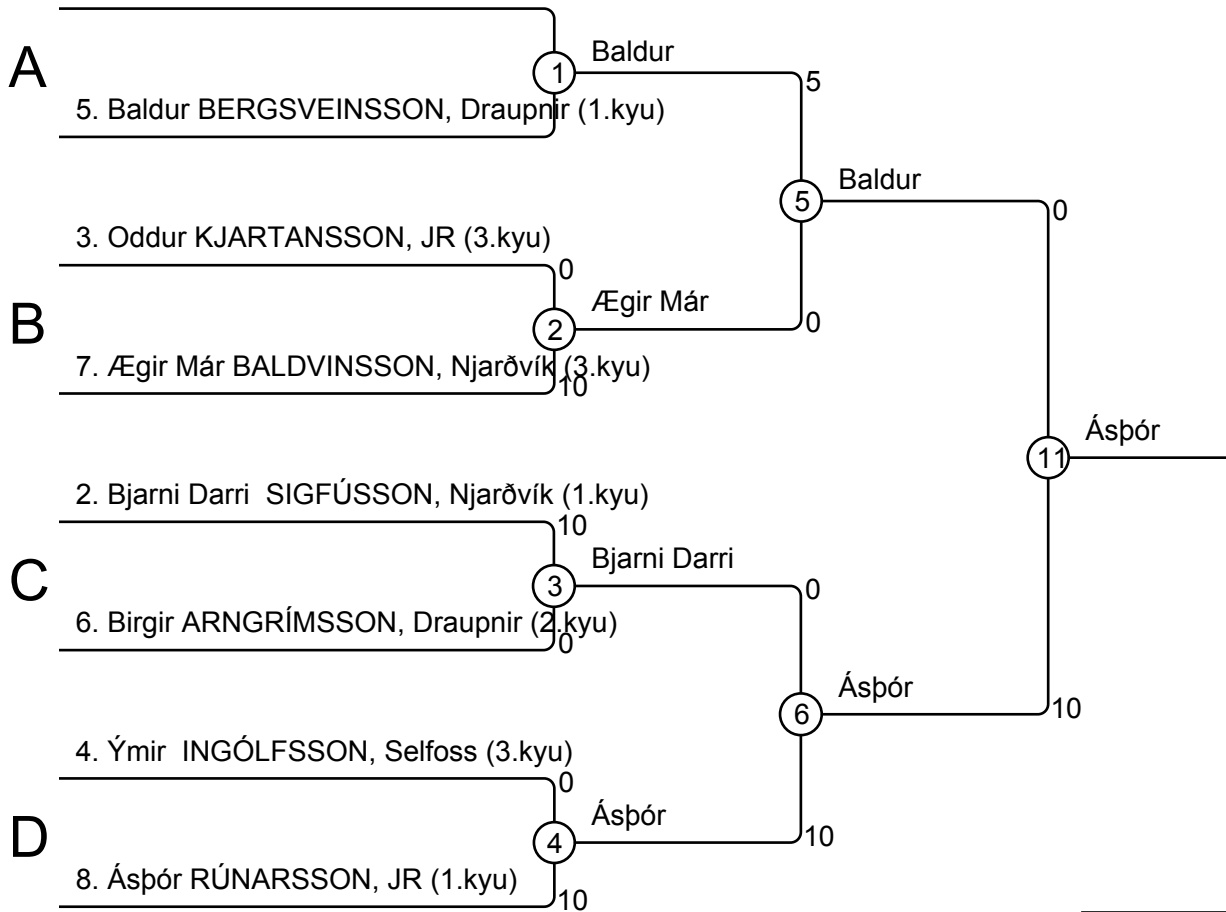 Baldur
A
1
5
5. Baldur BERGSVEINSSON, Draupnir (1.kyu)
Baldur
5
0
3. Oddur KJARTANSSON, JR (3.kyu)
0
Ægir Már
B
2
0
7. Ægir Már BALDVINSSON, Njarðvík (3.kyu)
10
Ásþór
11
2. Bjarni Darri  SIGFÚSSON, Njarðvík (1.kyu)
10
Bjarni Darri
C
3
0
6. Birgir ARNGRÍMSSON, Draupnir (2.kyu)
0
Ásþór
6
10
4. Ýmir  INGÓLFSSON, Selfoss (3.kyu)
0
Ásþór
D
4
10
8. Ásþór RÚNARSSON, JR (1.kyu)
10